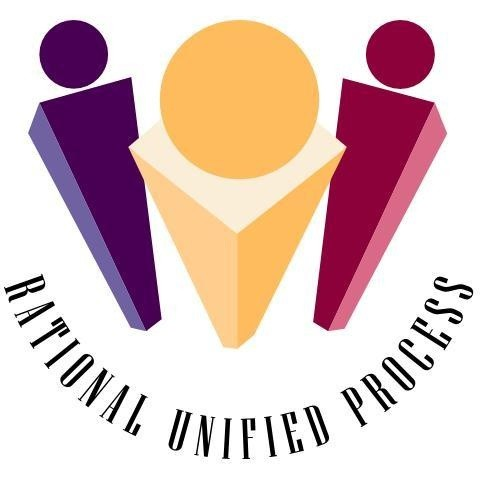 RATIONAL UNIFIED PROCESS